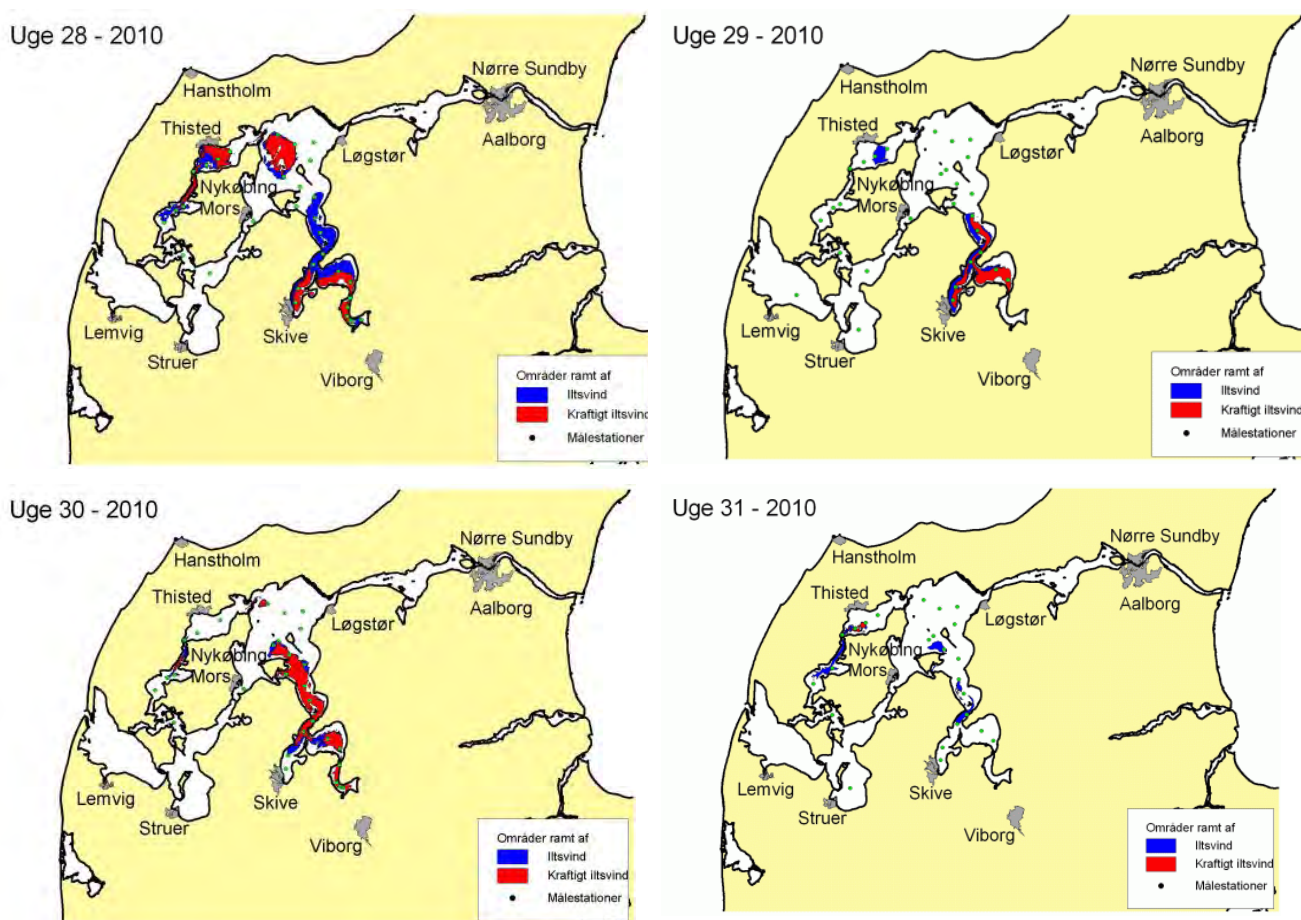 Uge 28 - 2010
Hanstholm
Nørre Sundby
Aalborg
Thisted
Løgstør
Nykøbing
Mors
Lemvig
Struer
Skive
Viborg
Områder ramt af
Iltsvind
Kraftigt iltsvind
Målestationer
Uge 29 - 2010
Hanstholm
Nørre Sundby
Aalborg
Thisted
Løgstør
Nykøbing
Mors
Lemvig
Struer
Skive
Viborg
Områder ramt af
Iltsvind
Kraftigt iltsvind
Målestationer
Uge 30 - 2010
Hanstholm
Nørre Sundby
Aalborg
Thisted
Løgstør
Nykøbing
Mors
Lemvig
Struer
Skive
Viborg
Områder ramt af
Iltsvind
Kraftigt iltsvind
Målestationer
Uge 31 - 2010
Hanstholm
Nørre Sundby
Aalborg
Thisted
Løgstør
Nykøbing
Mors
Lemvig
Struer
Skive
Viborg
Områder ramt af
Iltsvind
Kraftigt iltsvind
Målestationer